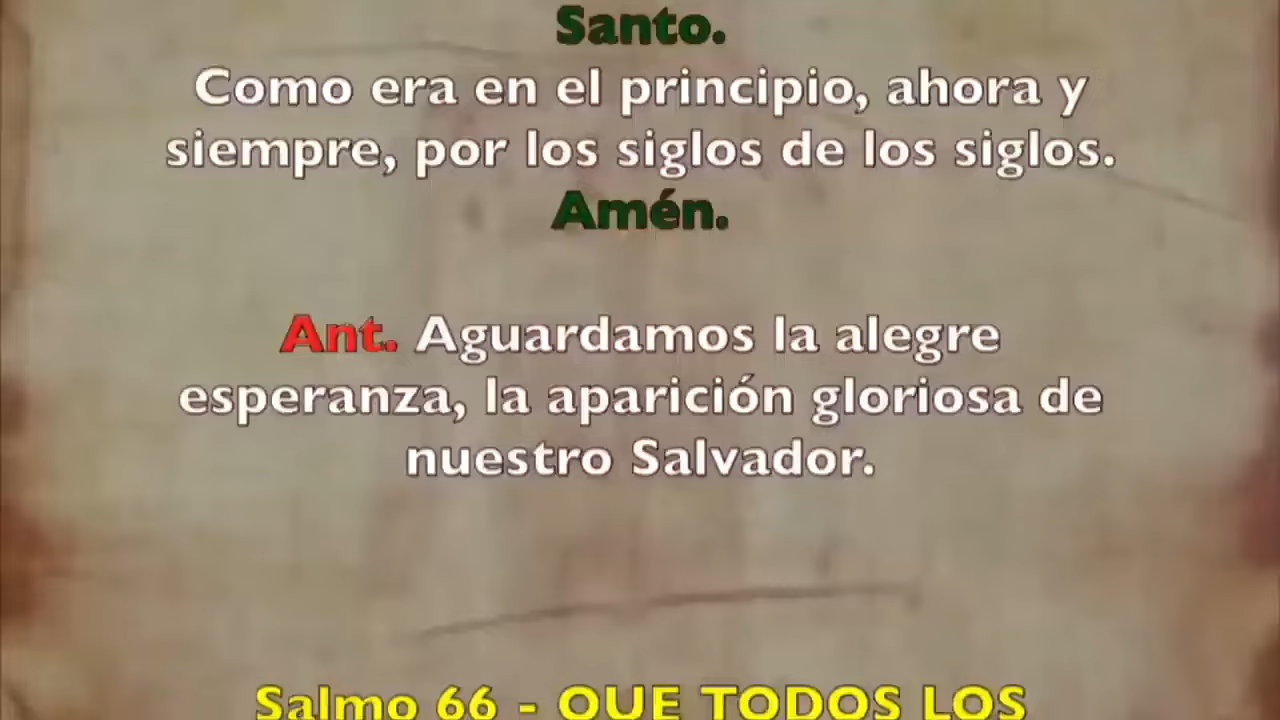 Santo.
Como era en el principio, ahora y
siempre, por los siglos de los siglos.
Amén.
Ant. Aguardamos la alegre
esperanza, la aparición gloriosa de
nuestro Salvador.
Salmo 66 - QUE TODOS LOS